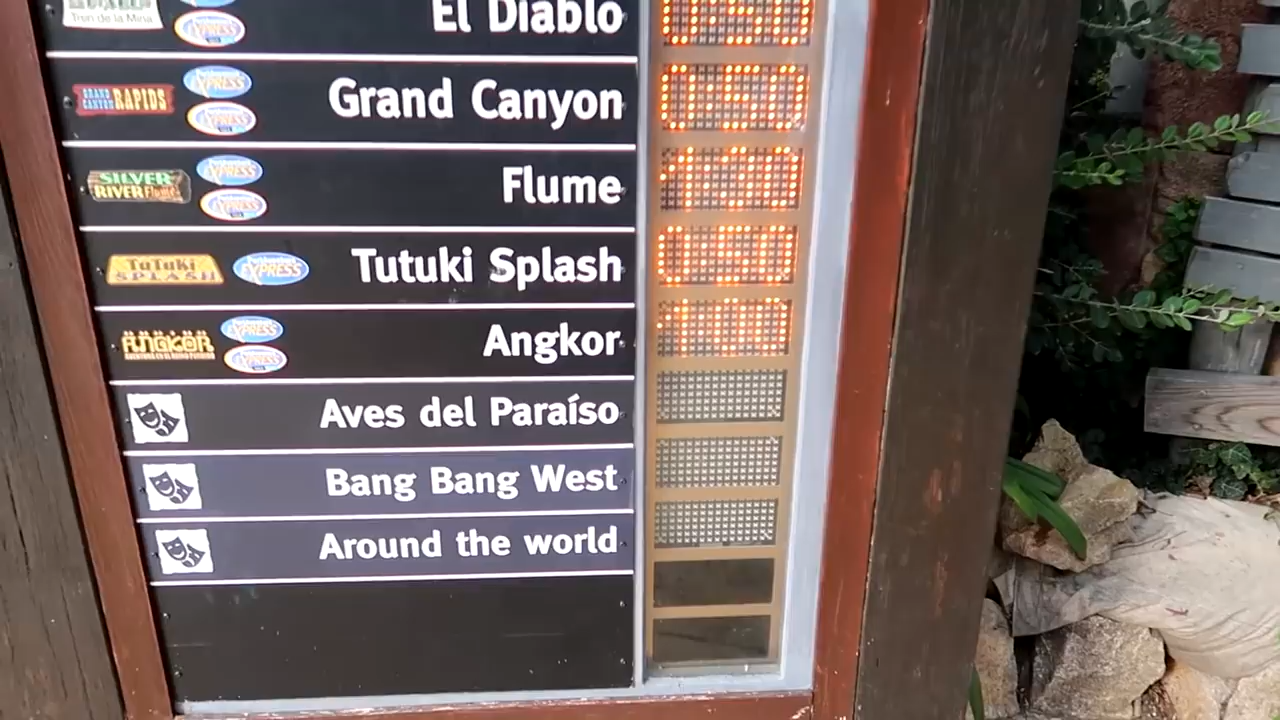 Tren de la Mina
EXPRESS
El Diablo
GRAND CANYON RAPIDS
EXPRESS
EXPRESS
Grand Canyon
0:50
SILVER RIVER Flume
EXPRESS
EXPRESS
Flume
TuTuKi SPLASH
EXPRESS
Tutuki Splash
ANGKOR
EXPRESS
EXPRESS
Angkor
Aves del Paraíso
Bang Bang West
Around the world